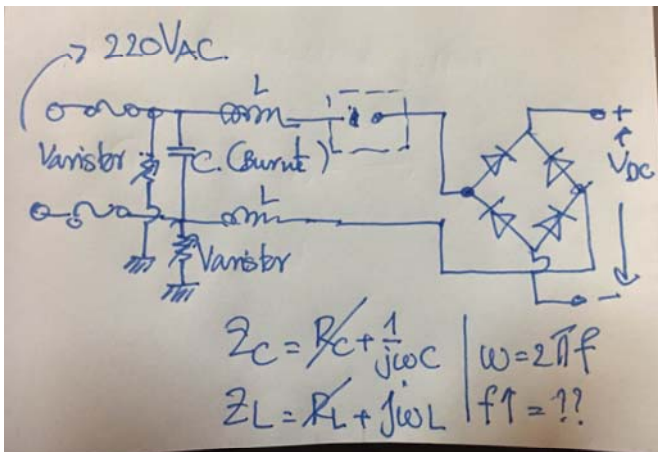 220VAC.
L
Varistor
C. (Burnt)
L
Varistor
+
VDC
-
ZC = RC + 1/jωC
ZL = RL + jωL
ω = 2πf
f↑ = ??